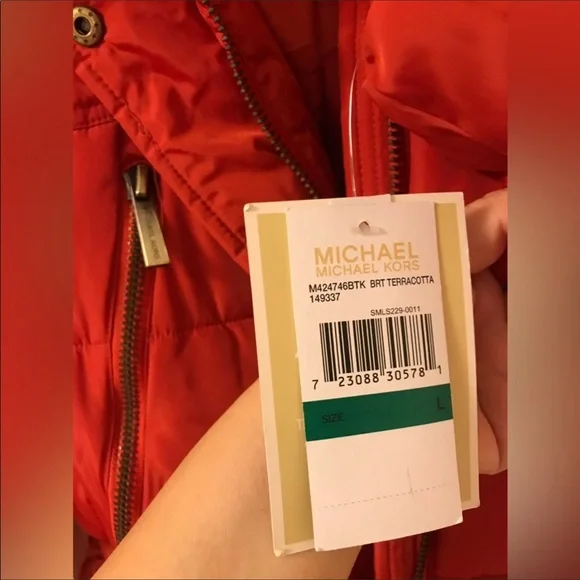 MICHAEL
MICHAEL KORS
M424746BTK BRT TERRACOTTA
149337
SMLS229-0011
7 23088 30578 1
SIZE L